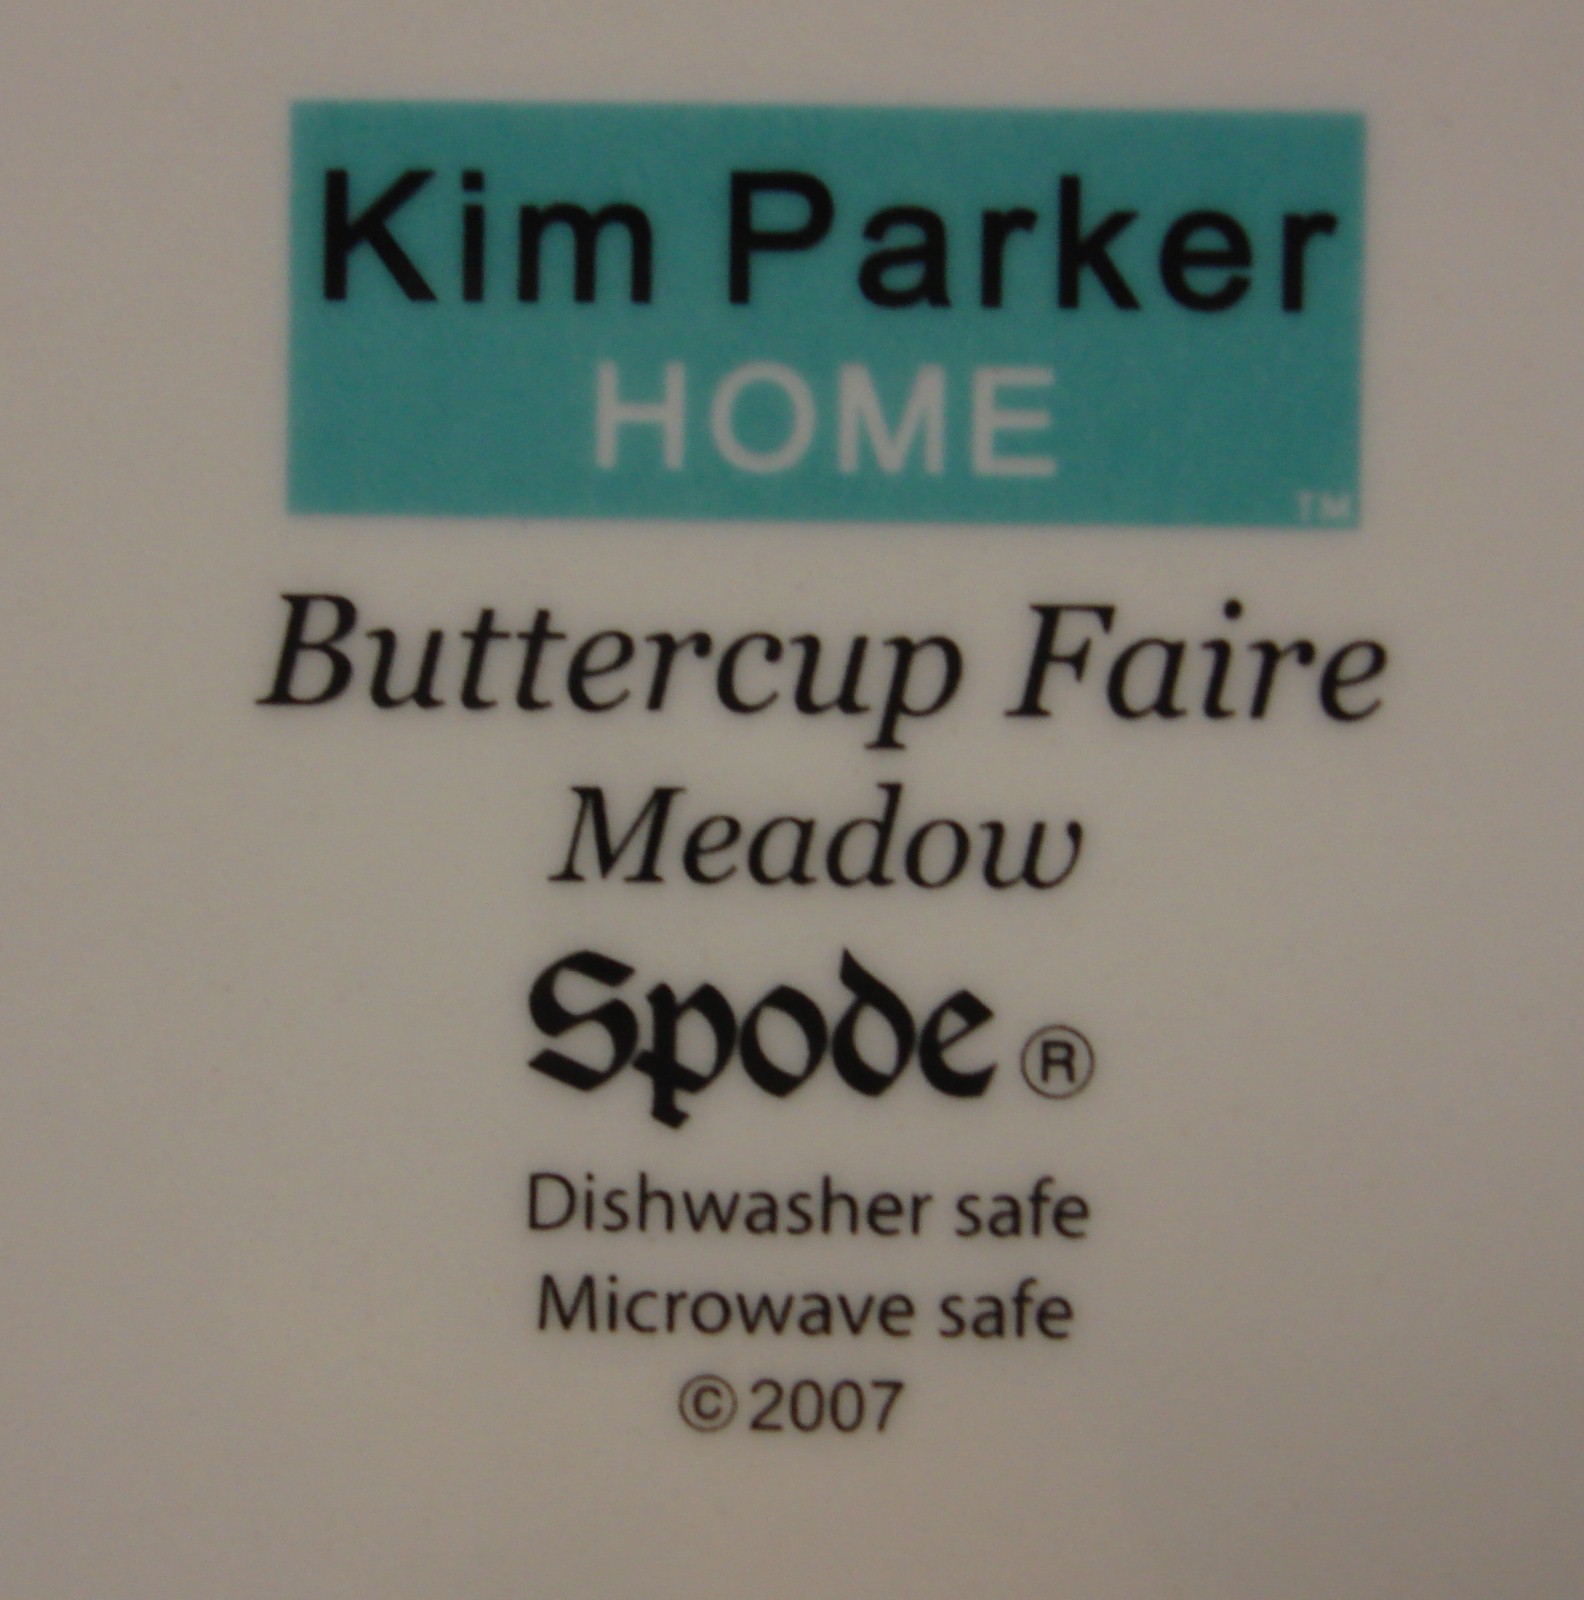 Kim Parker
HOME
TM
Buttercup Faire
Meadow
Spode ®
Dishwasher safe
Microwave safe
© 2007